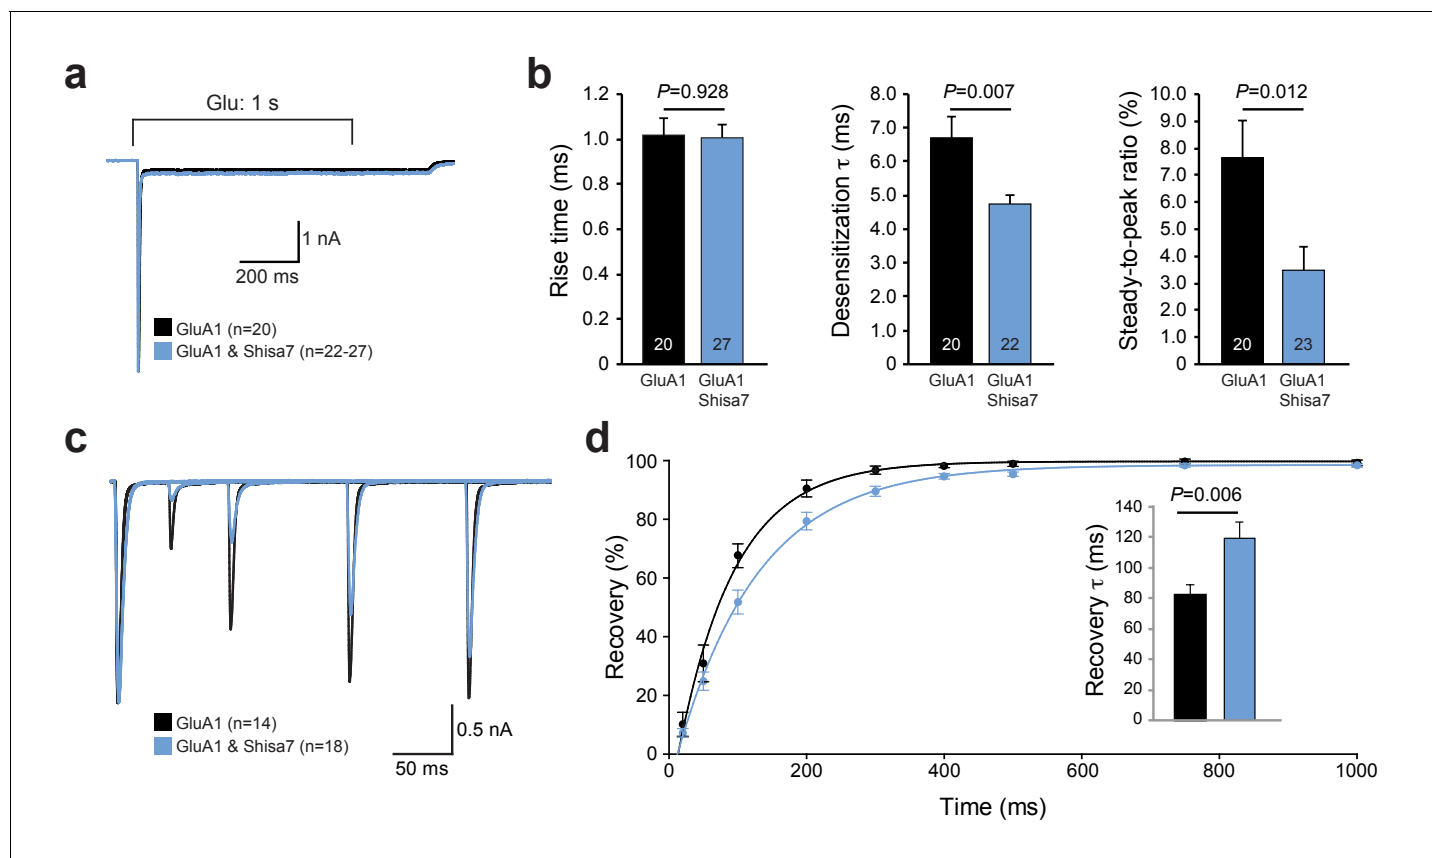 a
Glu: 1 s
1 nA
200 ms
GluA1 (n=20)
GluA1 & Shisa7 (n=22-27)
b
P=0.928
Rise time (ms)
1.2
1.0
0.8
0.6
0.4
0.2
0
20
27
GluA1
GluA1
Shisa7
P=0.007
Desensitization τ (ms)
8.0
7.0
6.0
5.0
4.0
3.0
2.0
1.0
0.0
20
22
GluA1
GluA1
Shisa7
P=0.012
Steady-to-peak ratio (%)
10.0
9.0
8.0
7.0
6.0
5.0
4.0
3.0
2.0
1.0
0.0
20
23
GluA1
GluA1
Shisa7
c
GluA1 (n=14)
GluA1 & Shisa7 (n=18)
0.5 nA
50 ms
d
Recovery (%)
100
80
60
40
20
0
0
200
400
600
800
1000
Time (ms)
P=0.006
Recovery τ (ms)
140
120
100
80
60
40
20
0